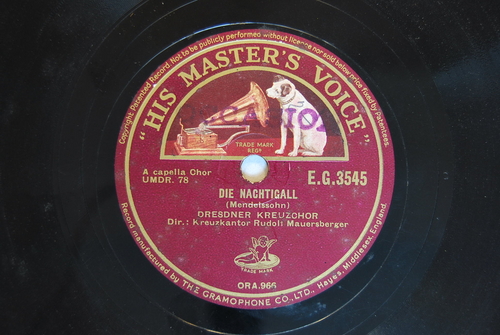 Copyright. Patented Record. Not to be publicly performed without licence nor sold below price fixed by Patentees.
"HIS MASTER'S VOICE"
TRADE MARK
REGD
A capella Chor
UMDR. 78
E.G.3545
DIE NACHTIGALL
(Mendelssohn)
DRESDNER KREUZCHOR
Dir.: Kreuzkantor Rudolf Mauersberger
TRADE MARK
ORA.966
Record manufactured by THE GRAMOPHONE CO., LTD., Hayes, Middlesex, England.